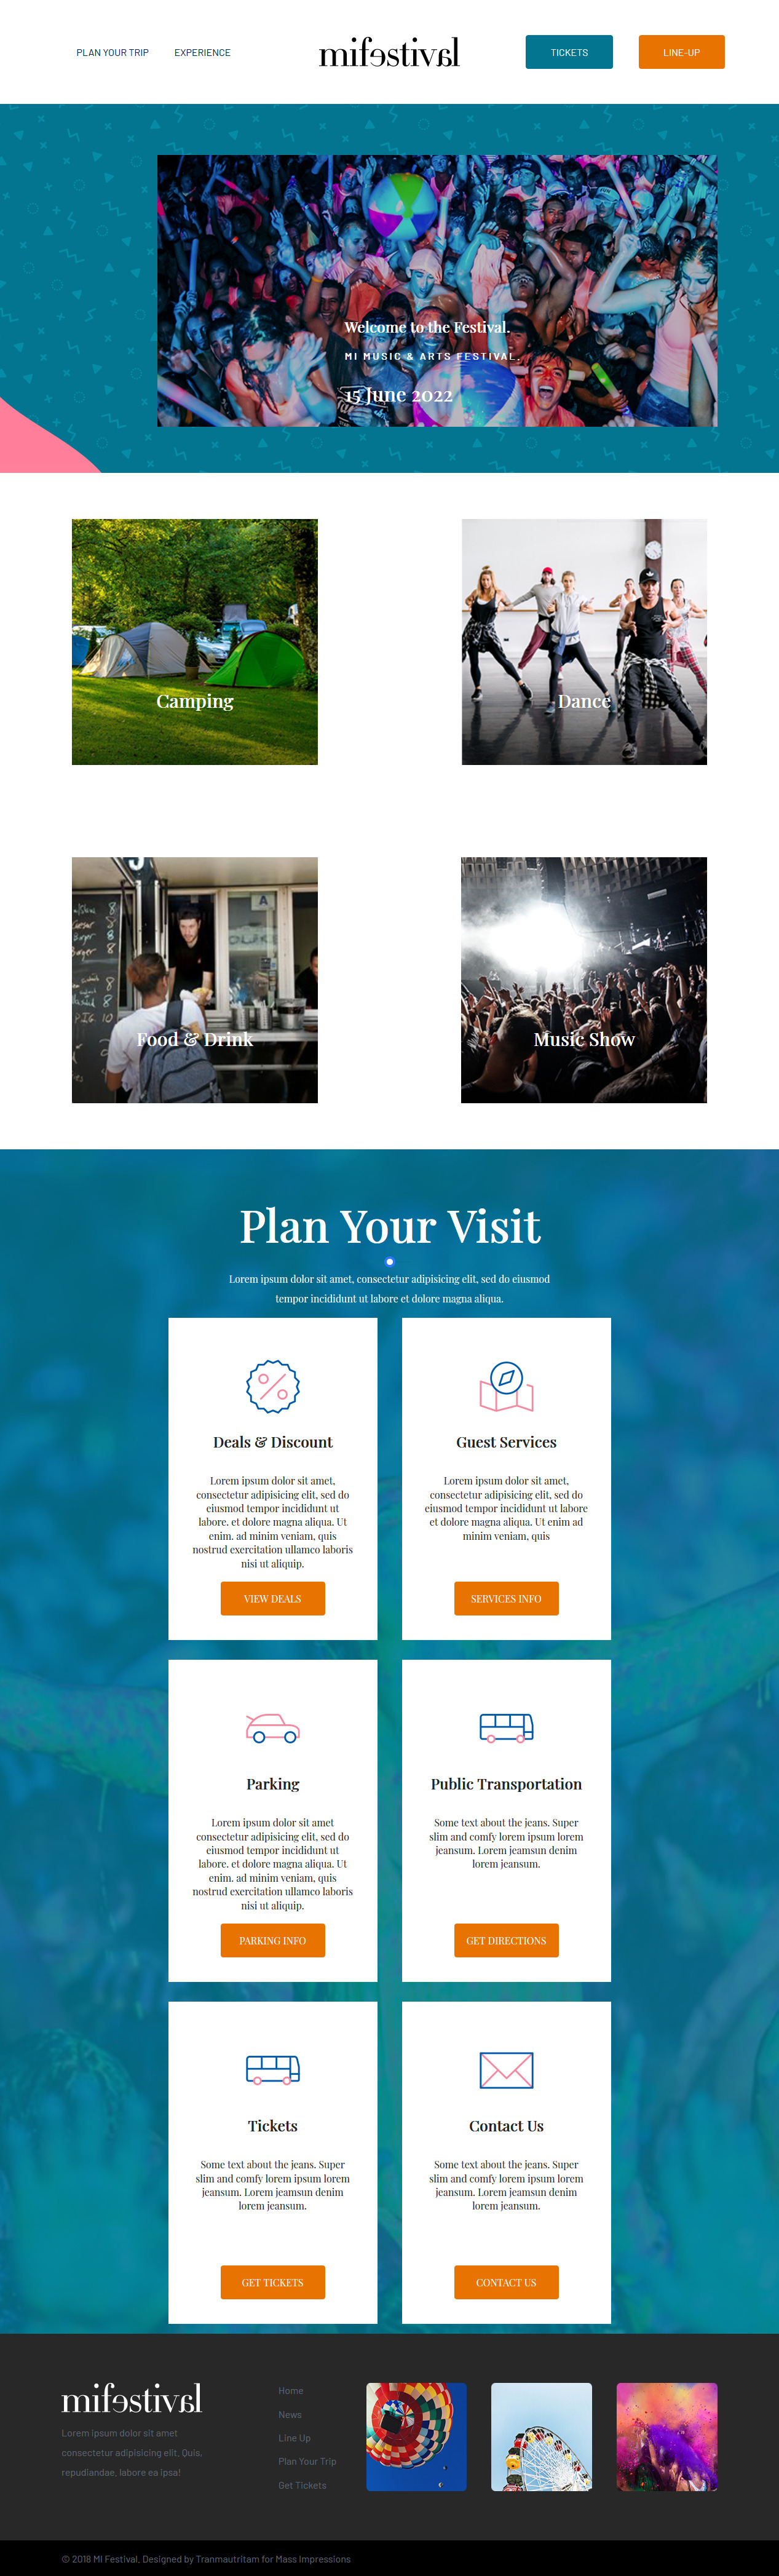 PLAN YOUR TRIP
EXPERIENCE
mifestival
TICKETS
LINE-UP
Welcome to the Festival.
MI MUSIC & ARTS FESTIVAL.
15 June 2022
Camping
Dance
Food & Drink
Music Show
Plan Your Visit
Lorem ipsum dolor sit amet, consectetur adipisicing elit, sed do eiusmod
tempor incididunt ut labore et dolore magna aliqua.
Deals & Discount
Lorem ipsum dolor sit amet,
consectetur adipisicing elit, sed do
eiusmod tempor incididunt ut
labore. et dolore magna aliqua. Ut
enim. ad minim veniam, quis
nostrud exercitation ullamco laboris
nisi ut aliquip.
VIEW DEALS
Guest Services
Lorem ipsum dolor sit amet,
consectetur adipisicing elit, sed do
eiusmod tempor incididunt ut labore
et dolore magna aliqua. Ut enim ad
minim veniam, quis
SERVICES INFO
Parking
Lorem ipsum dolor sit amet
consectetur adipisicing elit, sed do
eiusmod tempor incididunt ut
labore. et dolore magna aliqua. Ut
enim. ad minim veniam, quis
nostrud exercitation ullamco laboris
nisi ut aliquip.
PARKING INFO
Public Transportation
Some text about the jeans. Super
slim and comfy lorem ipsum lorem
jeansum. Lorem jeamsun denim
lorem jeansum.
GET DIRECTIONS
Tickets
Some text about the jeans. Super
slim and comfy lorem ipsum lorem
jeansum. Lorem jeamsun denim
lorem jeansum.
GET TICKETS
Contact Us
Some text about the jeans. Super
slim and comfy lorem ipsum lorem
jeansum. Lorem jeamsun denim
lorem jeansum.
CONTACT US
mifestival
Lorem ipsum dolor sit amet
consectetur adipisicing elit. Quis,
repudiandae, labore ea ipsa!
Home
News
Line Up
Plan Your Trip
Get Tickets
© 2018 MI Festival. Designed by Tranmautritam for Mass Impressions